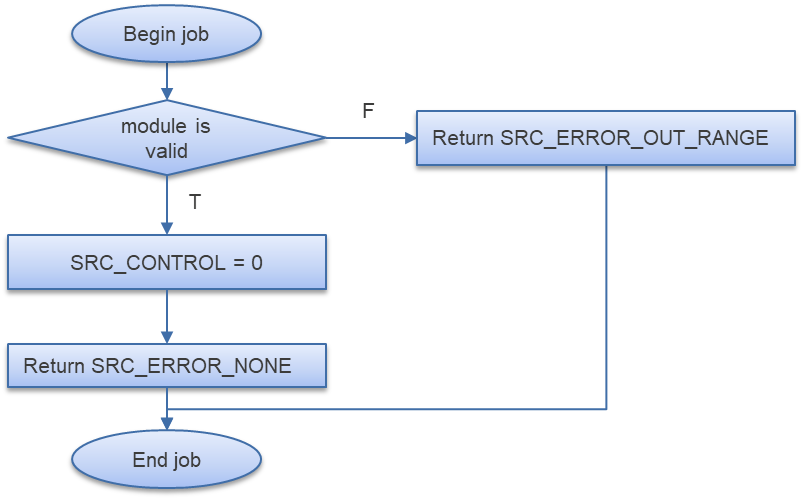 Begin job
module is
valid
F
Return SRC_ERROR_OUT_RANGE
T
SRC_CONTROL = 0
Return SRC_ERROR_NONE
End job